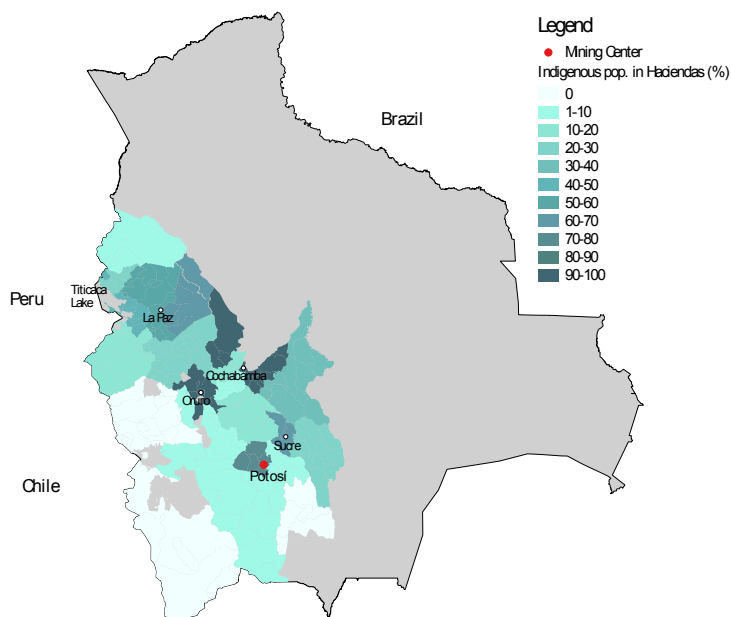 Legend
Mining Center
Indigenous pop. in Haciendas (%)
0
1-10
10-20
20-30
30-40
40-50
50-60
60-70
70-80
80-90
90-100
Brazil
Titicaca
Lake
Peru
La Paz
Cochabamba
Oruro
Sucre
Potosí
Chile